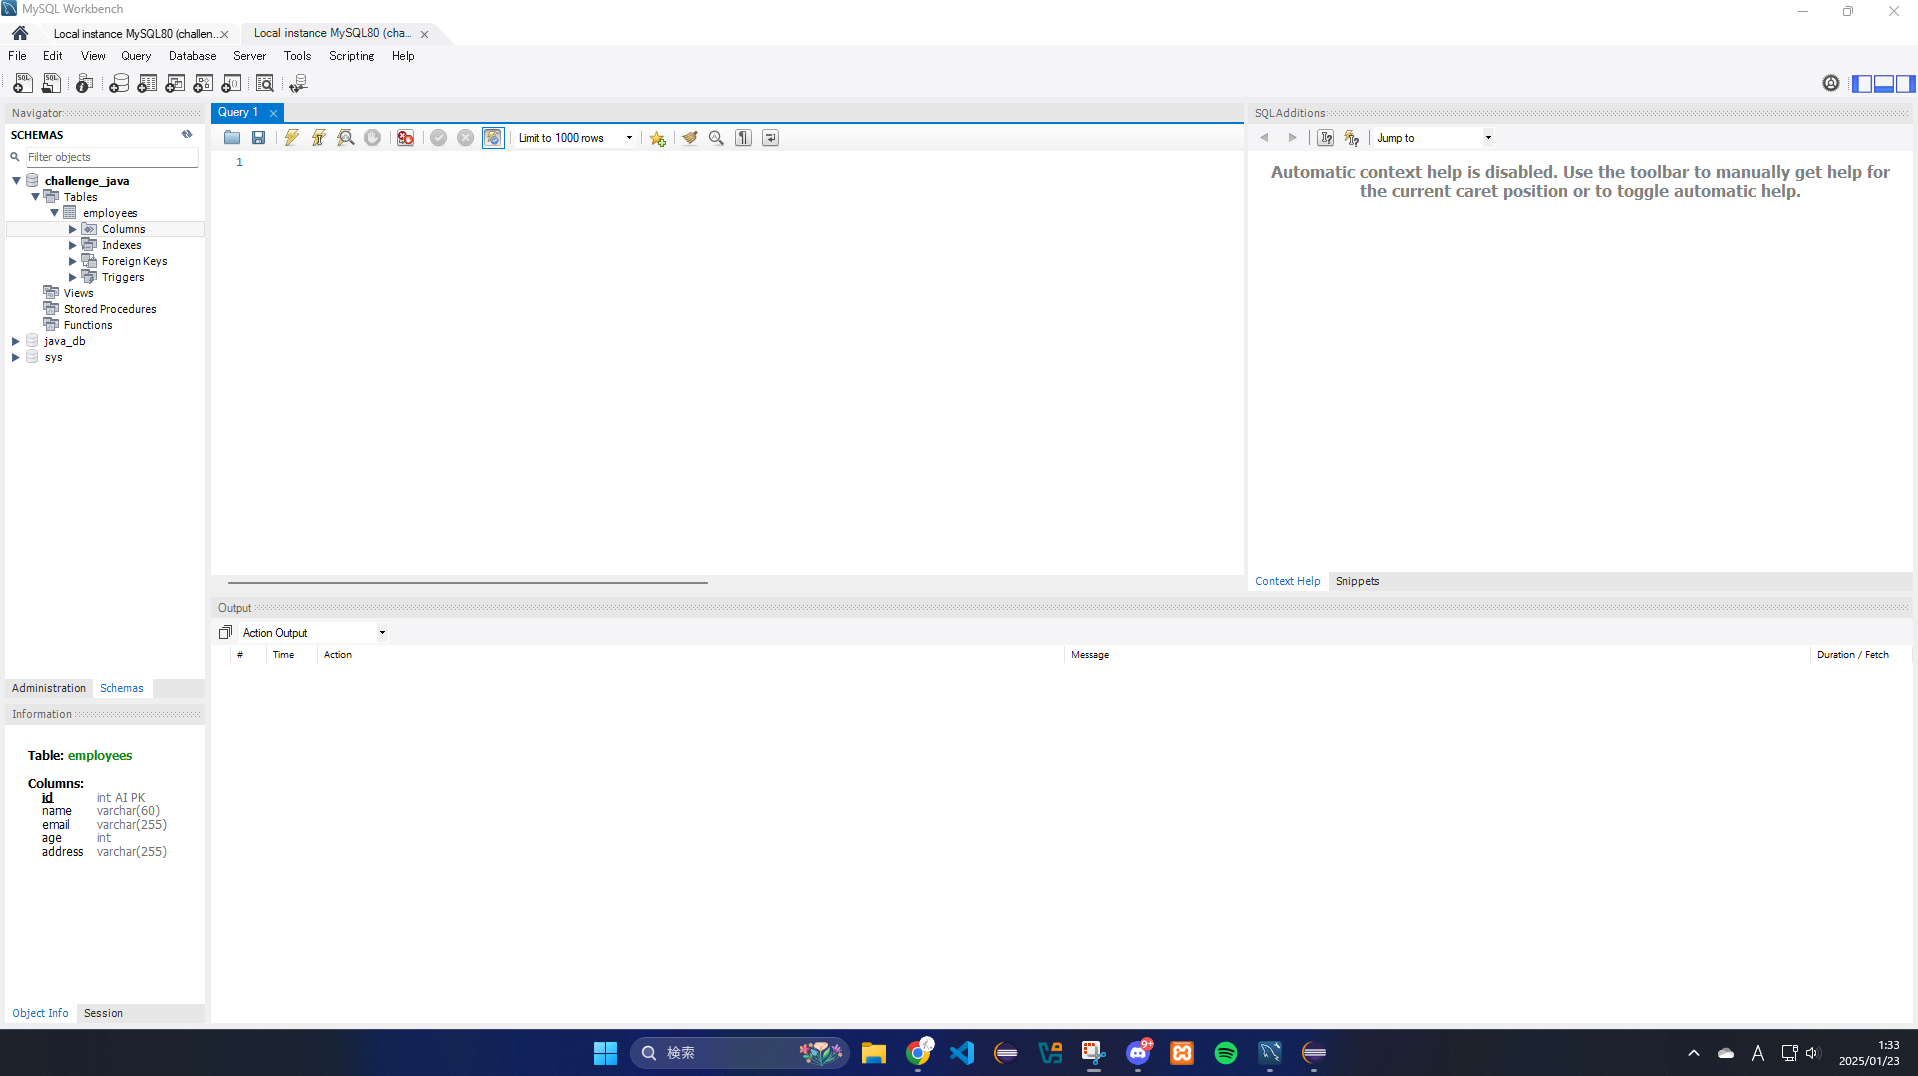 MySQL Workbench
Local instance MySQL80 (challen...
Local instance MySQL80 (cha...
File Edit View Query Database Server Tools Scripting Help
Navigator
SCHEMAS
Filter objects
challenge_java
Tables
employees
Columns
Indexes
Foreign Keys
Triggers
Views
Stored Procedures
Functions
java_db
sys
Administration Schemas
Information
Table: employees
Columns:
id int AI PK
name varchar(60)
email varchar(255)
age int
address varchar(255)
Object Info Session
Query 1
Limit to 1000 rows
1
SQLAdditions
Jump to
Automatic context help is disabled. Use the toolbar to manually get help for
the current caret position or to toggle automatic help.
Context Help Snippets
Output
Action Output
# Time Action Message Duration / Fetch
検索
9+
A
1:33
2025/01/23